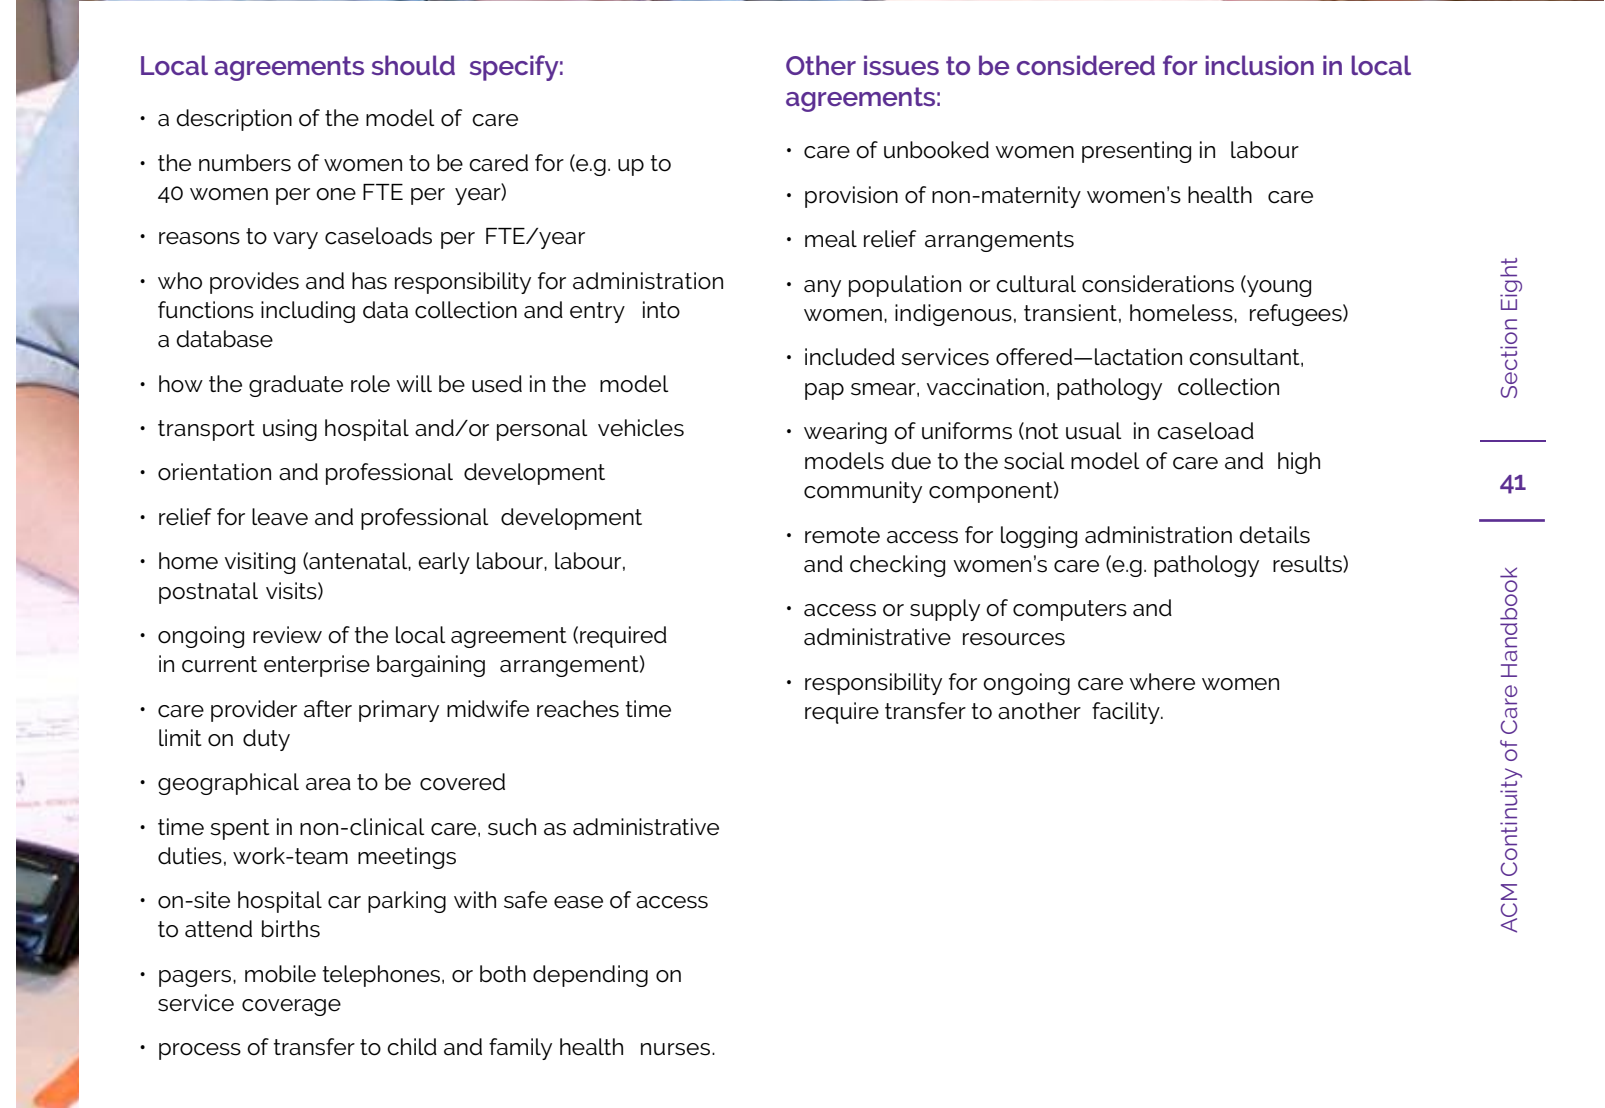 Local agreements should specify:
• a description of the model of care
• the numbers of women to be cared for (e.g. up to
40 women per one FTE per year)
• reasons to vary caseloads per FTE/year
• who provides and has responsibility for administration
functions including data collection and entry into
a database
• how the graduate role will be used in the model
• transport using hospital and/or personal vehicles
• orientation and professional development
• relief for leave and professional development
• home visiting (antenatal, early labour, labour,
postnatal visits)
• ongoing review of the local agreement (required
in current enterprise bargaining arrangement)
• care provider after primary midwife reaches time
limit on duty
• geographical area to be covered
• time spent in non-clinical care, such as administrative
duties, work-team meetings
• on-site hospital car parking with safe ease of access
to attend births
• pagers, mobile telephones, or both depending on
service coverage
• process of transfer to child and family health nurses.
Other issues to be considered for inclusion in local
agreements:
• care of unbooked women presenting in labour
• provision of non-maternity women’s health care
• meal relief arrangements
• any population or cultural considerations (young
women, indigenous, transient, homeless, refugees)
• included services offered—lactation consultant,
pap smear, vaccination, pathology collection
• wearing of uniforms (not usual in caseload
models due to the social model of care and high
community component)
• remote access for logging administration details
and checking women’s care (e.g. pathology results)
• access or supply of computers and
administrative resources
• responsibility for ongoing care where women
require transfer to another facility.
Section Eight
41
ACM Continuity of Care Handbook